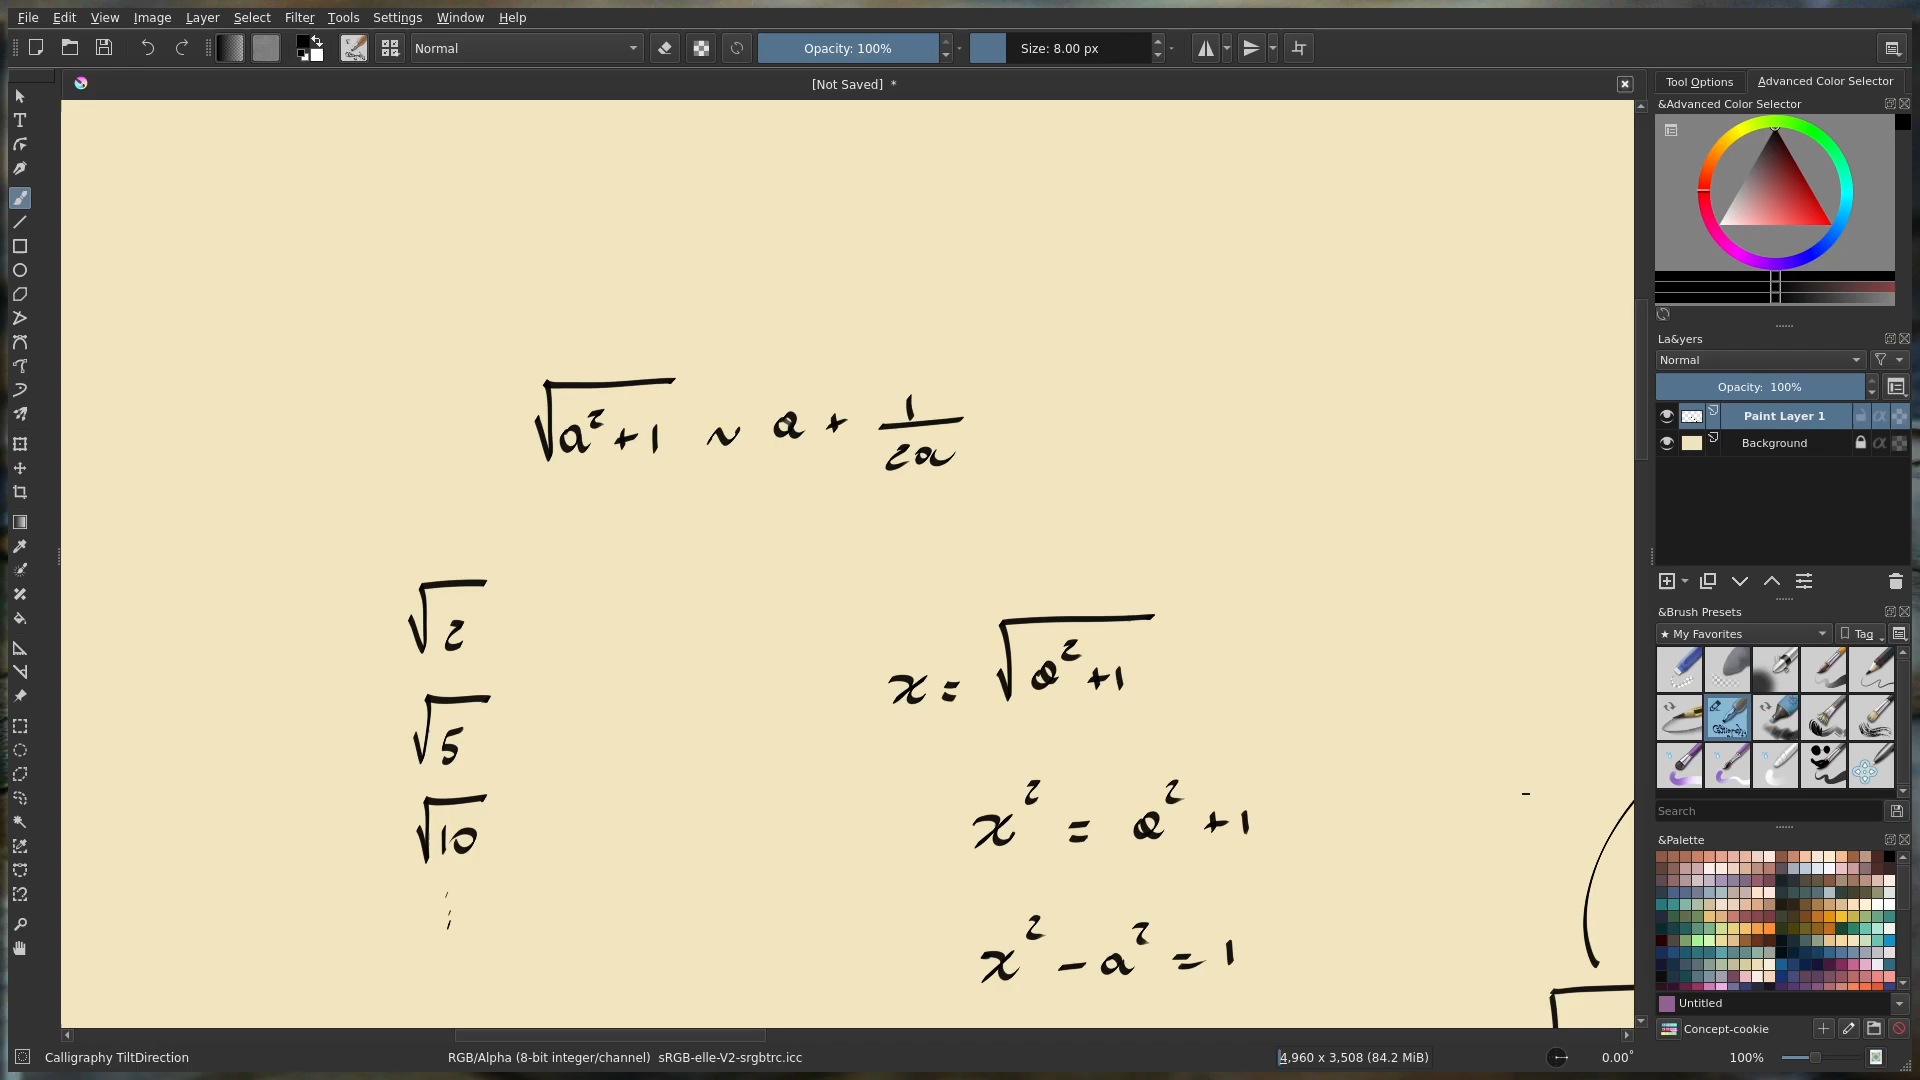 File Edit View Image Layer Select Filter Tools Settings Window Help
Normal Opacity: 100% Size: 8.00 px
[Not Saved] *
Tool Options Advanced Color Selector
&Advanced Color Selector
√a²+1 ~ a + 1/2a
√2
√5
√10
x = √a²+1
x² = a² +1
x² - a² = 1
La&yers
Normal
Opacity: 100%
Paint Layer 1
Background
&Brush Presets
★ My Favorites Tag
Search
&Palette
Untitled
Concept-cookie
Calligraphy TiltDirection RGB/Alpha (8-bit integer/channel) sRGB-elle-V2-srgbtrc.icc 4,960 x 3,508 (84.2 MiB) 0.00° 100%